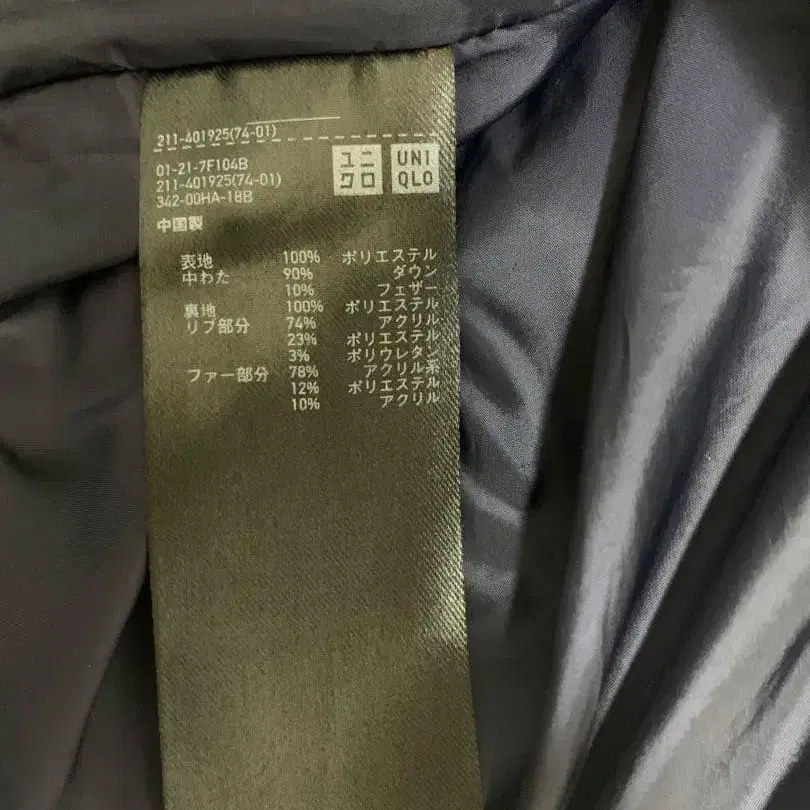 211-401925(74-01)
01-21-7F104B
211-401925(74-01)
342-00HA-18B
中国製
ユニ
クロ
UNI
QLO
表地 100% ポリエステル
中わた 90% ダウン
10% フェザー
裏地 100% ポリエステル
リブ部分 74% アクリル
23% ポリエステル
3% ポリウレタン
ファー部分 78% アクリル系
12% ポリエステル
10% アクリル